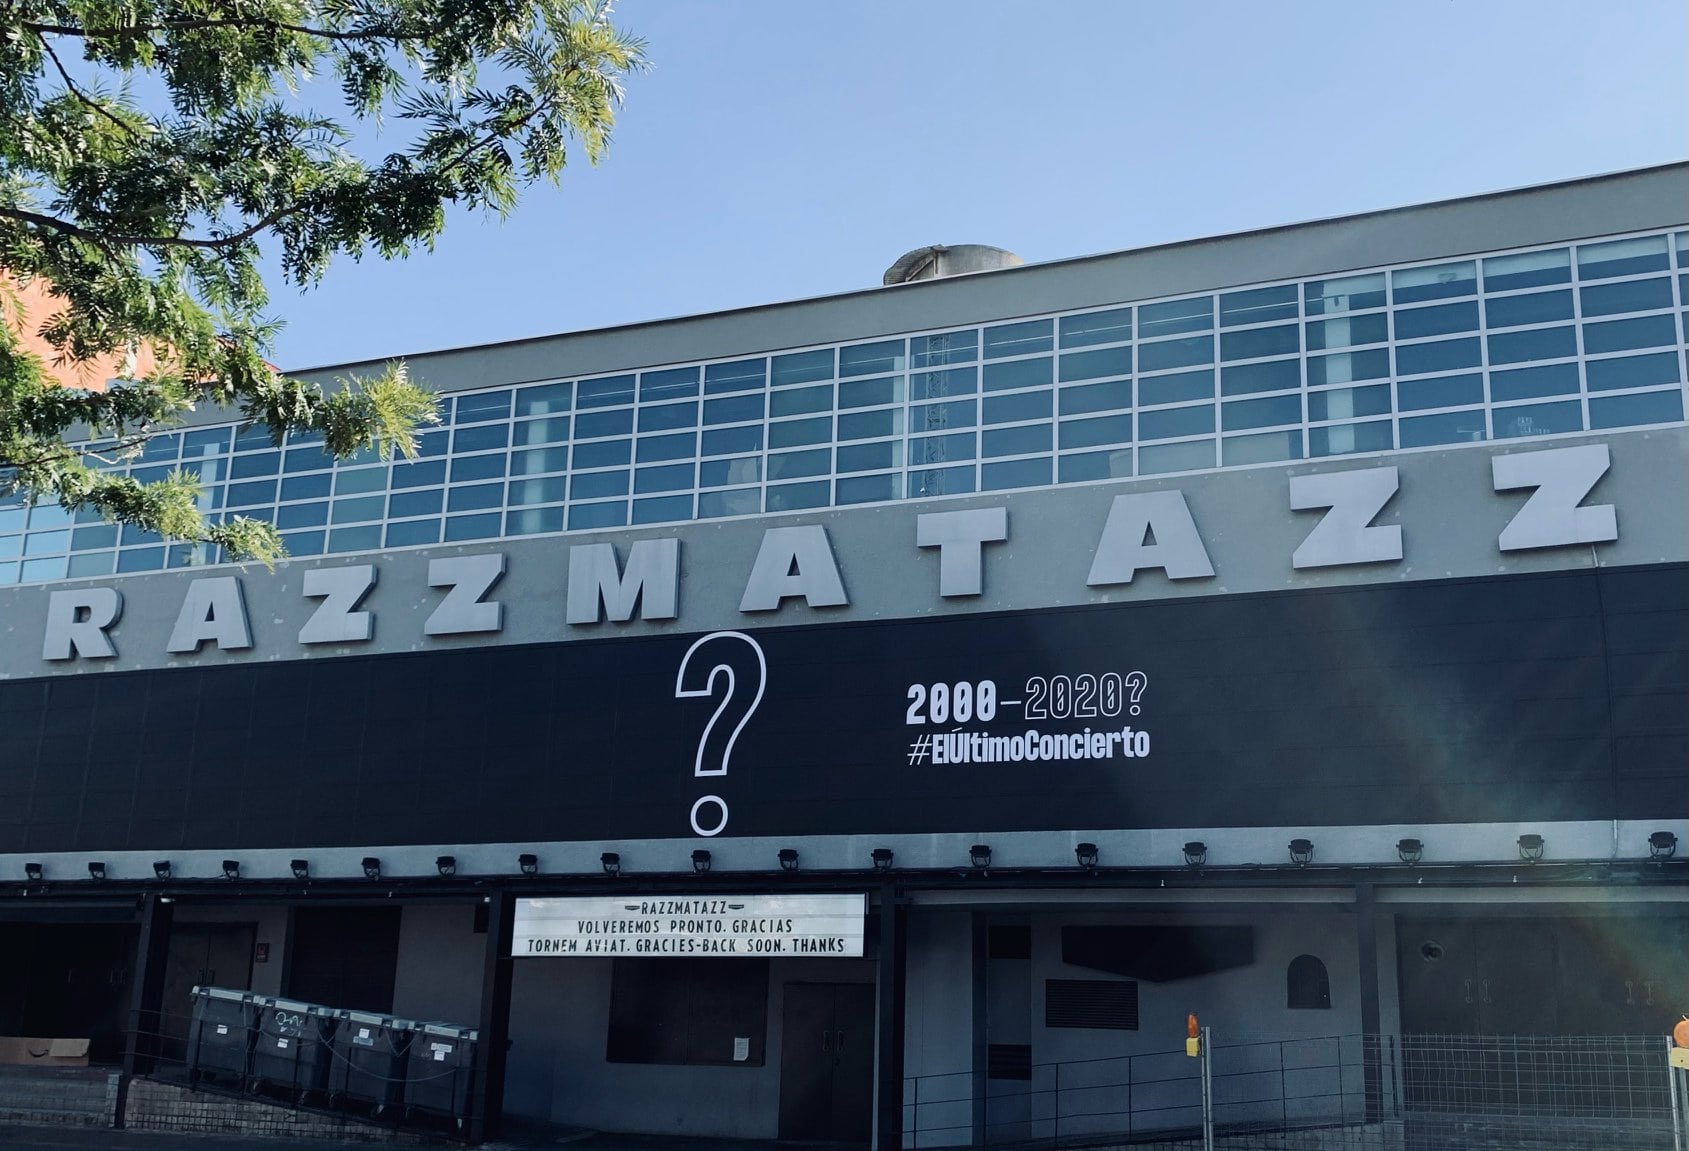 RAZZMATAZZ
?
2000–2020?
#ElÚltimoConcierto
RAZZMATAZZ
VOLVEREMOS PRONTO. GRACIAS
TORNEM AVIAT. GRACIES-BACK SOON. THANKS